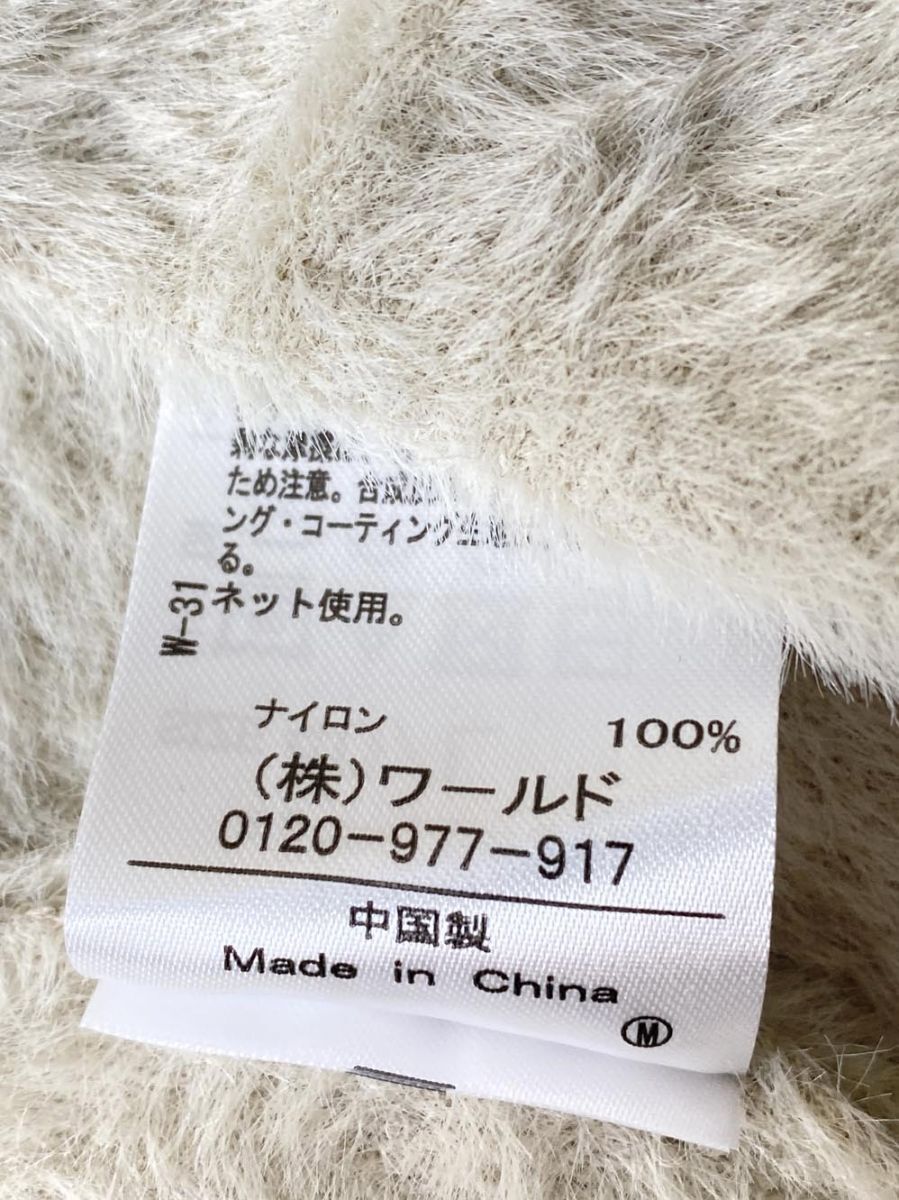 ため注意。合成
ング・コーティング
る。
ネット使用。
W-31
ナイロン 100%
(株)ワールド
0120-977-917
中国製
Made in China
M